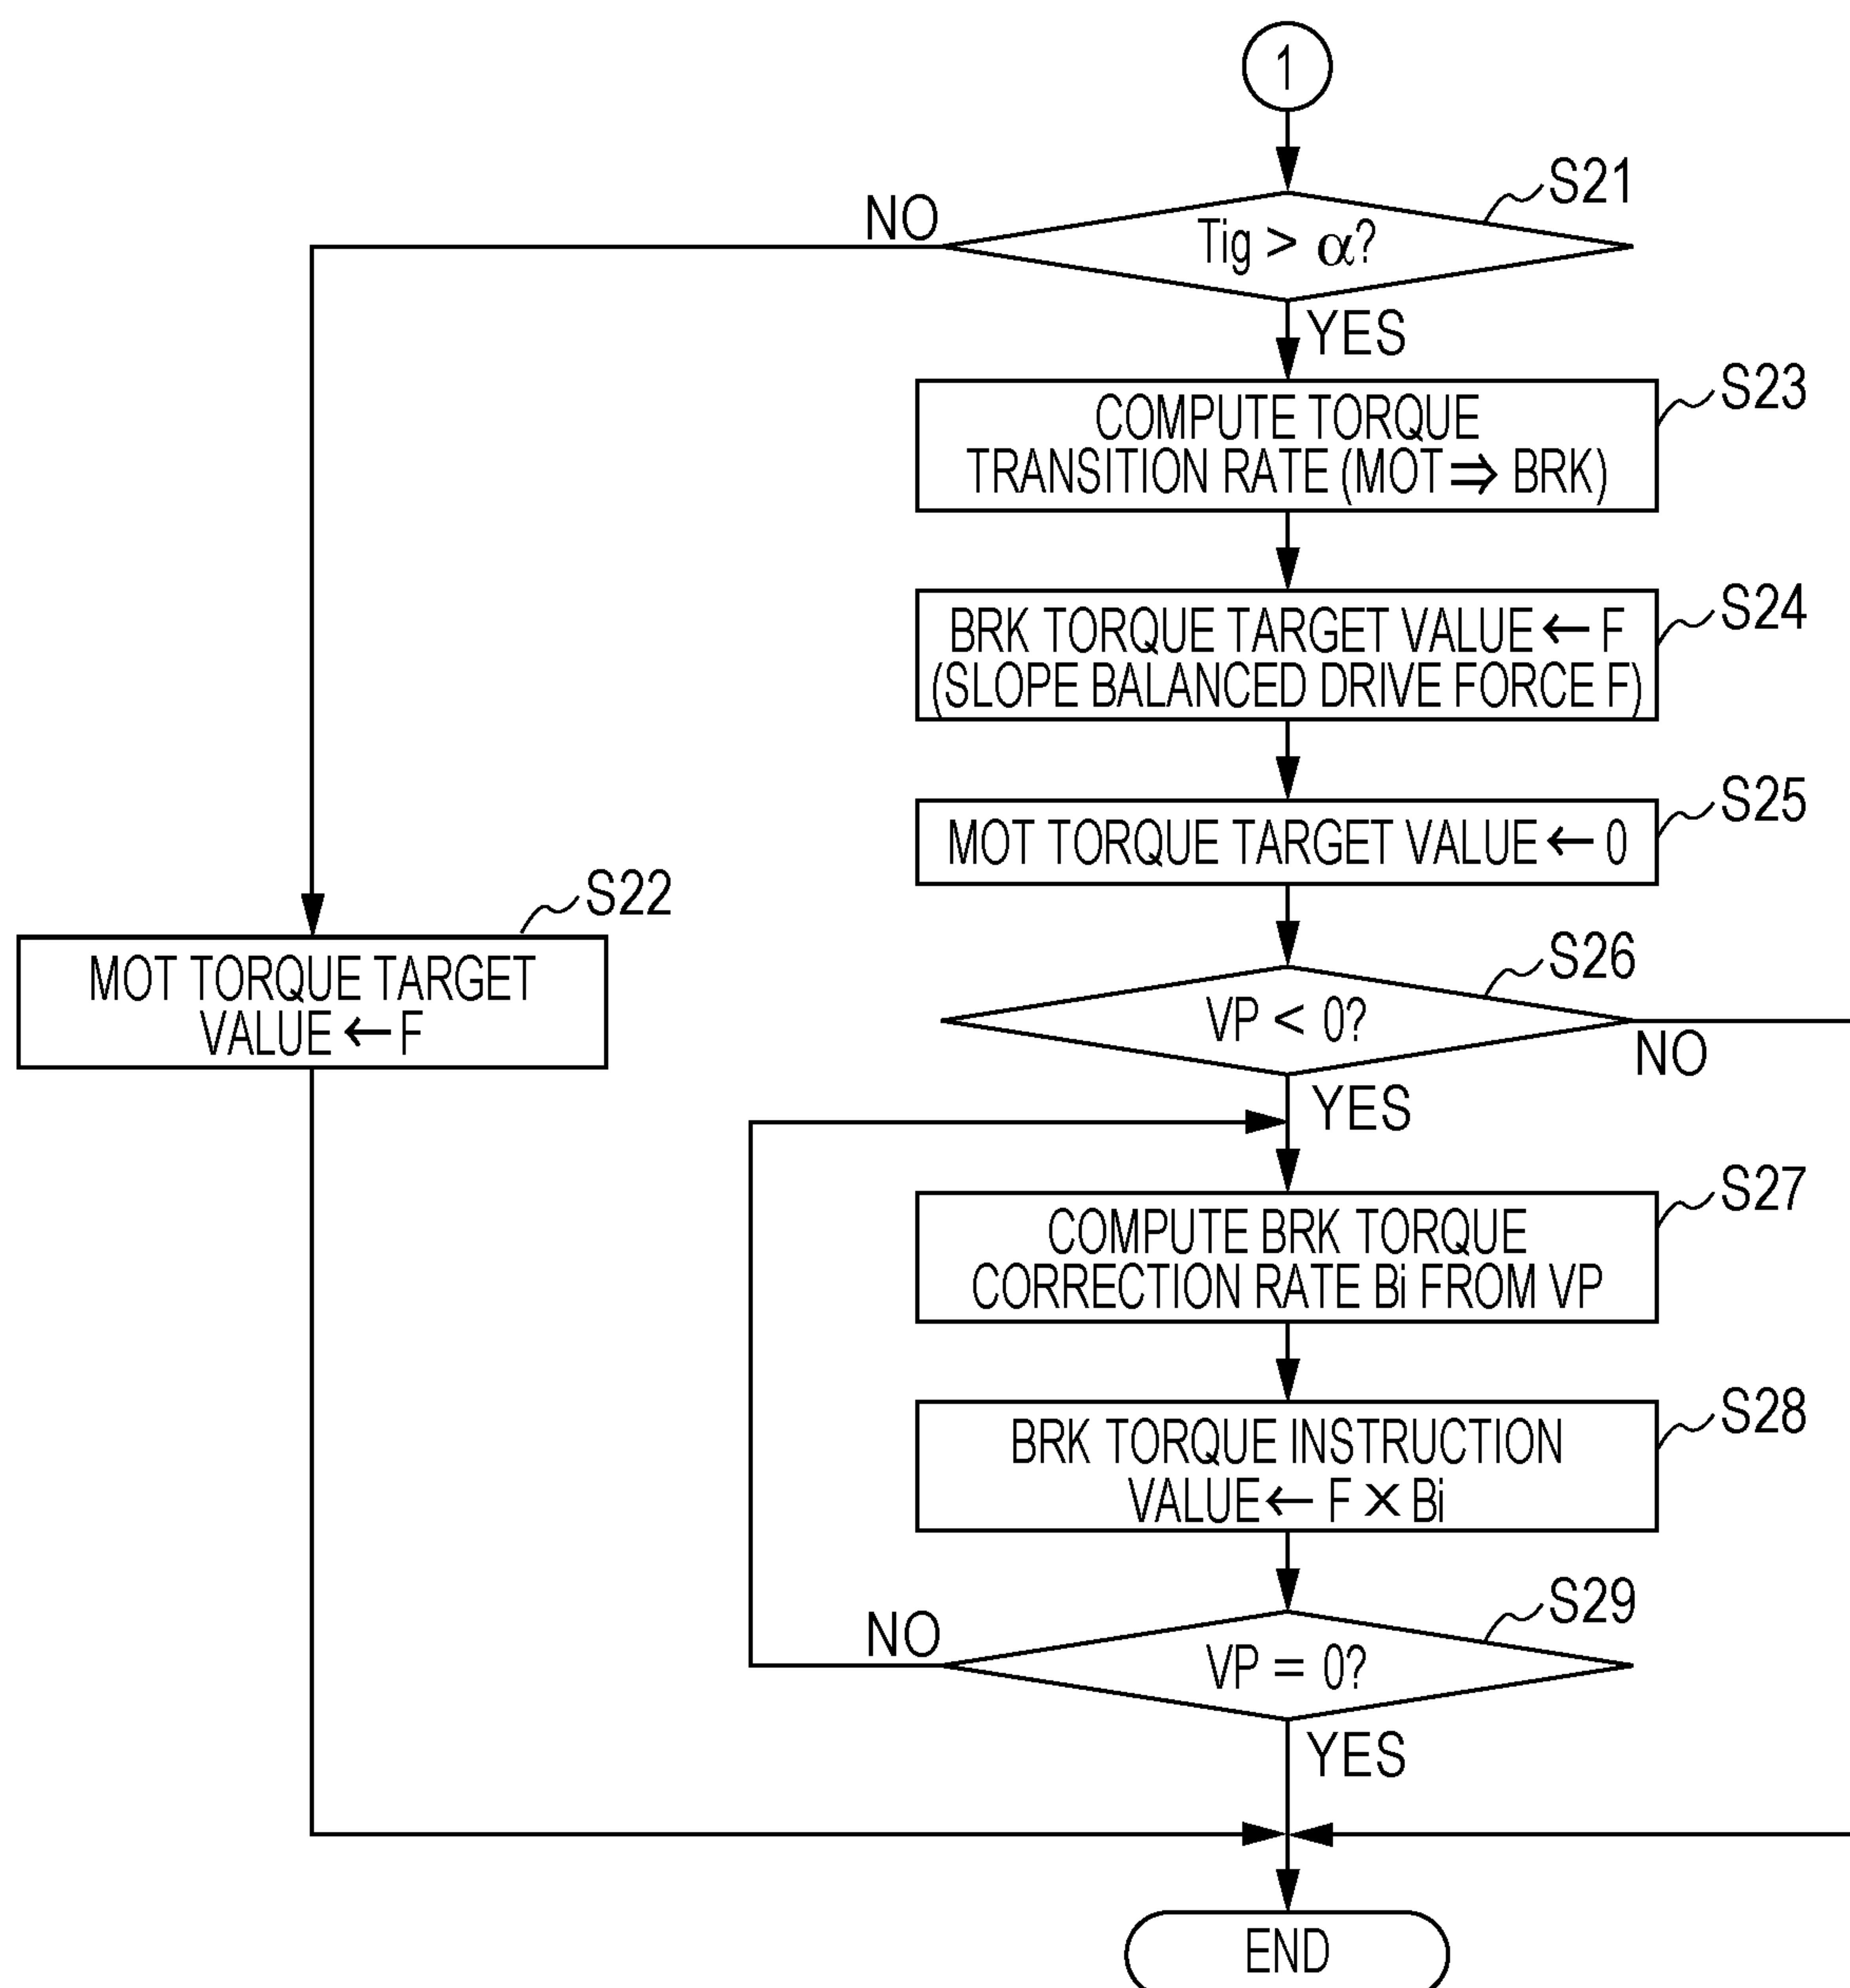 1
S21
NO
Tig > α?
YES
S23
COMPUTE TORQUE
TRANSITION RATE (MOT ⇒ BRK)
S24
BRK TORQUE TARGET VALUE ← F
(SLOPE BALANCED DRIVE FORCE F)
S25
MOT TORQUE TARGET VALUE ← 0
S22
MOT TORQUE TARGET
VALUE ← F
S26
VP < 0?
NO
YES
S27
COMPUTE BRK TORQUE
CORRECTION RATE Bi FROM VP
S28
BRK TORQUE INSTRUCTION
VALUE ← F × Bi
S29
NO
VP = 0?
YES
END